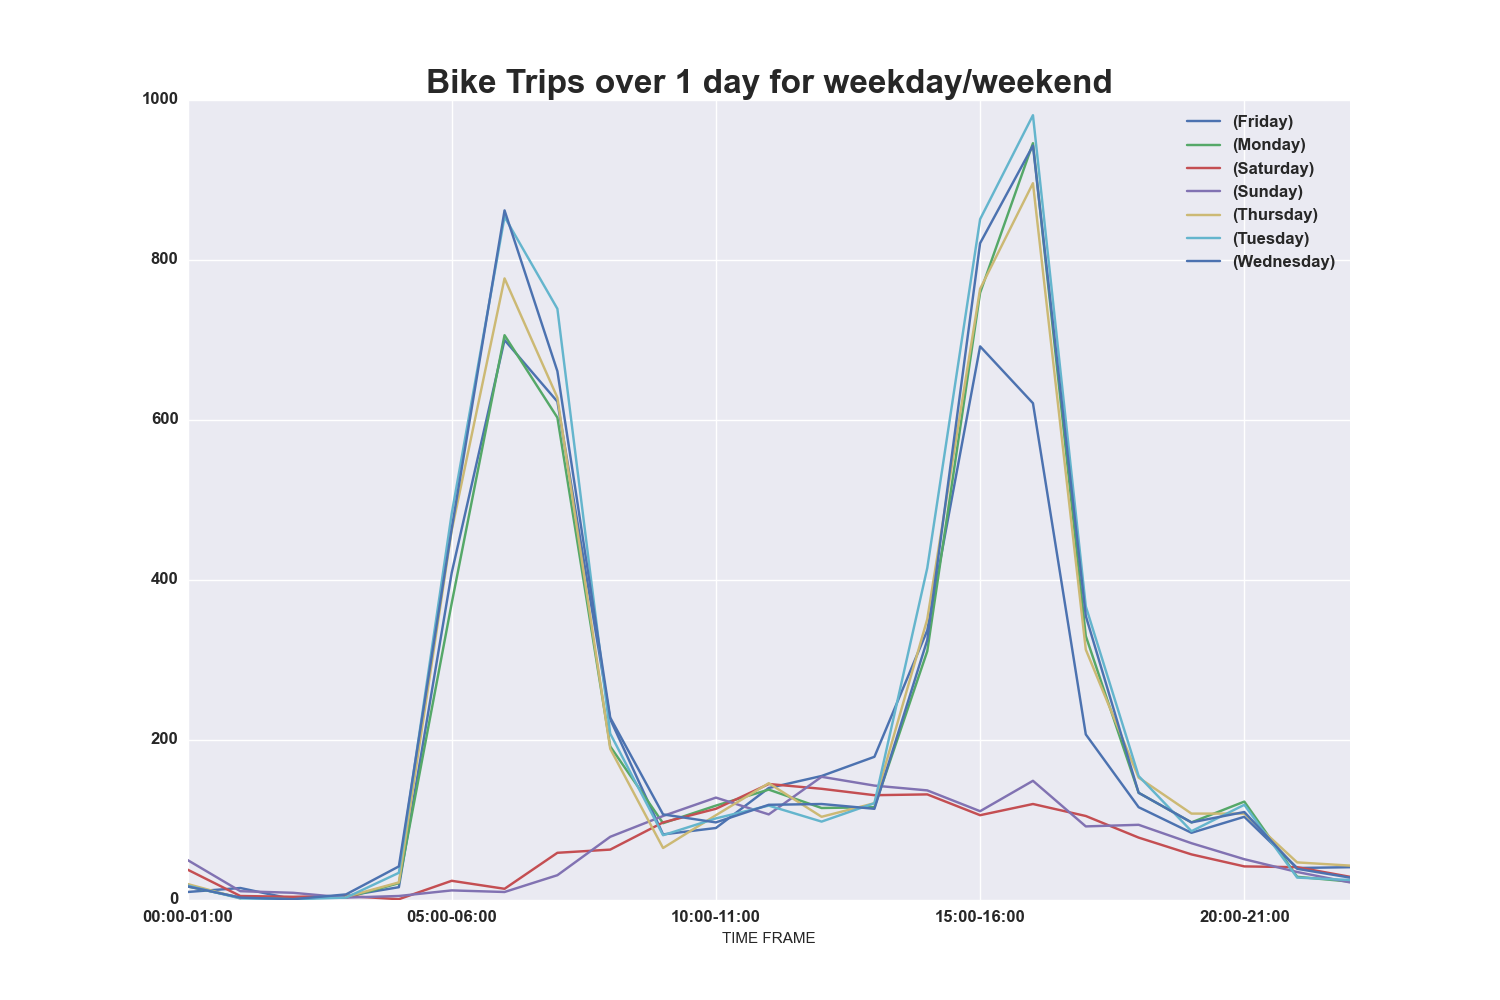 Bike Trips over 1 day for weekday/weekend
1000
800
600
400
200
0
(Friday)
(Monday)
(Saturday)
(Sunday)
(Thursday)
(Tuesday)
(Wednesday)
00:00-01:00 05:00-06:00 10:00-11:00 15:00-16:00 20:00-21:00
TIME FRAME